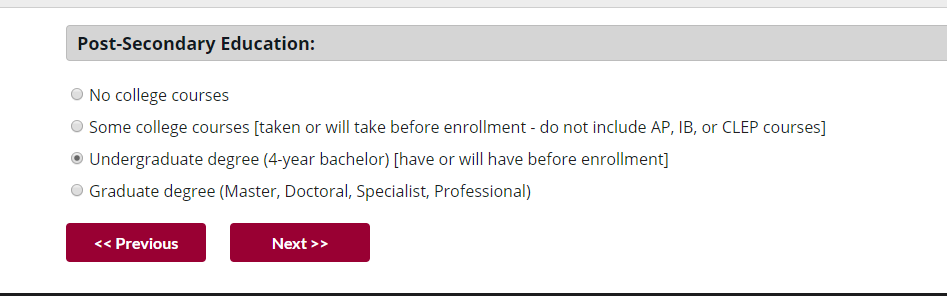 Post-Secondary Education:
No college courses
Some college courses [taken or will take before enrollment - do not include AP, IB, or CLEP courses]
Undergraduate degree (4-year bachelor) [have or will have before enrollment]
Graduate degree (Master, Doctoral, Specialist, Professional)
<< Previous Next >>